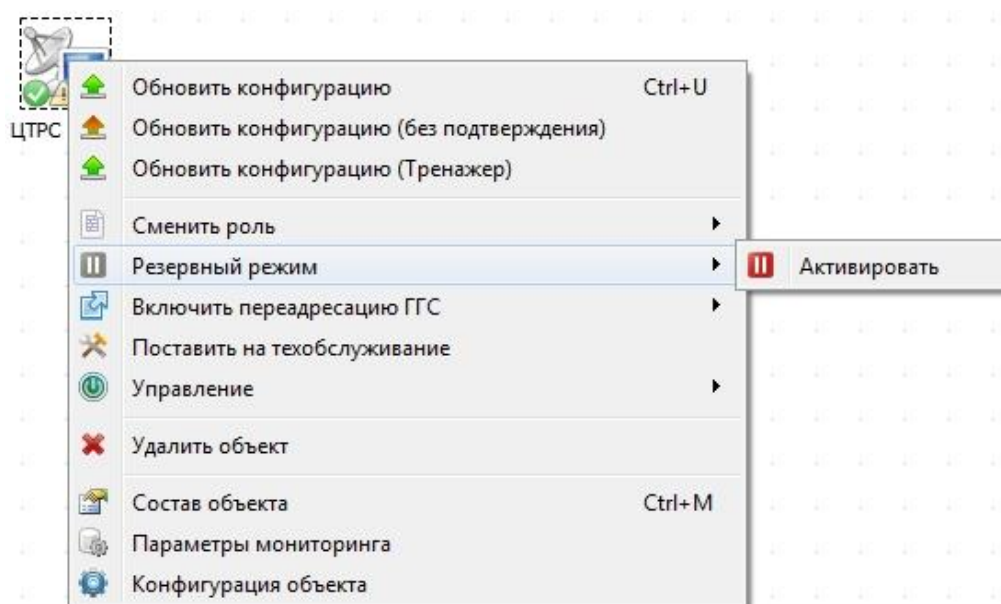 ЦТРС
Обновить конфигурацию Ctrl+U
Обновить конфигурацию (без подтверждения)
Обновить конфигурацию (Тренажер)
Сменить роль
Резервный режим
Активировать
Включить переадресацию ГГС
Поставить на техобслуживание
Управление
Удалить объект
Состав объекта Ctrl+M
Параметры мониторинга
Конфигурация объекта